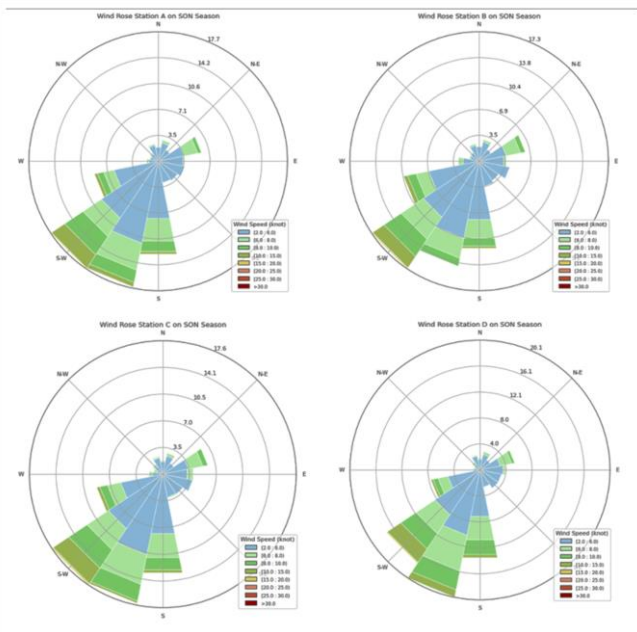 Wind Rose Station A on SON Season
N
17.7
N-W
14.2
N-E
10.6
7.1
3.5
W
E
S-W
S
Wind Speed (knot)
[2.0 : 6.0)
[6.0 : 8.0)
[8.0 : 10.0)
[10.0 : 15.0)
[15.0 : 20.0)
[20.0 : 25.0)
[25.0 : 30.0)
>30.0
Wind Rose Station B on SON Season
N
17.3
N-W
13.8
N-E
10.4
6.9
3.5
W
E
S-W
S
Wind Speed (knot)
[2.0 : 6.0)
[6.0 : 8.0)
[8.0 : 10.0)
[10.0 : 15.0)
[15.0 : 20.0)
[20.0 : 25.0)
[25.0 : 30.0)
>30.0
Wind Rose Station C on SON Season
N
17.6
N-W
14.1
N-E
10.5
7.0
3.5
W
E
S-W
S
Wind Speed (knot)
[2.0 : 6.0)
[6.0 : 8.0)
[8.0 : 10.0)
[10.0 : 15.0)
[15.0 : 20.0)
[20.0 : 25.0)
[25.0 : 30.0)
>30.0
Wind Rose Station D on SON Season
N
20.1
N-W
16.1
N-E
12.1
8.0
4.0
W
E
S-W
S
Wind Speed (knot)
[2.0 : 6.0)
[6.0 : 8.0)
[8.0 : 10.0)
[10.0 : 15.0)
[15.0 : 20.0)
[20.0 : 25.0)
[25.0 : 30.0)
>30.0